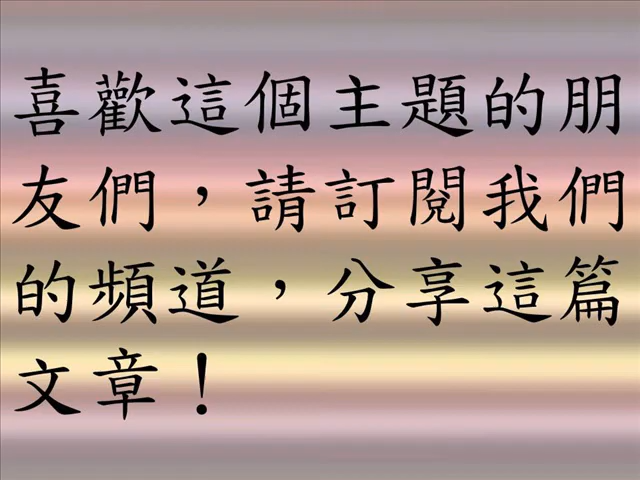 喜歡這個主題的朋
友們，請訂閱我們
的頻道，分享這篇
文章！